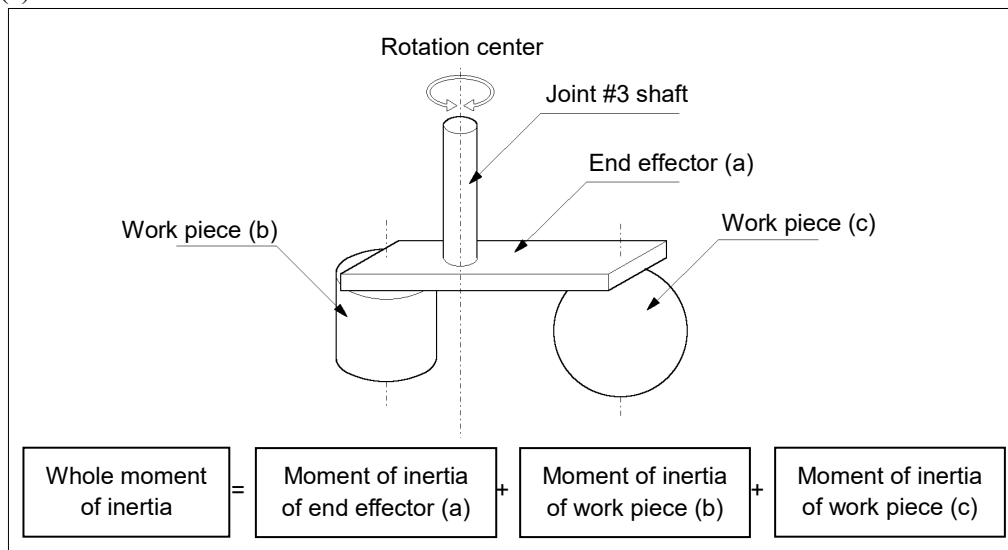 Rotation center
Joint #3 shaft
End effector (a)
Work piece (b)
Work piece (c)
Whole moment
of inertia
=
Moment of inertia
of end effector (a)
+
Moment of inertia
of work piece (b)
+
Moment of inertia
of work piece (c)